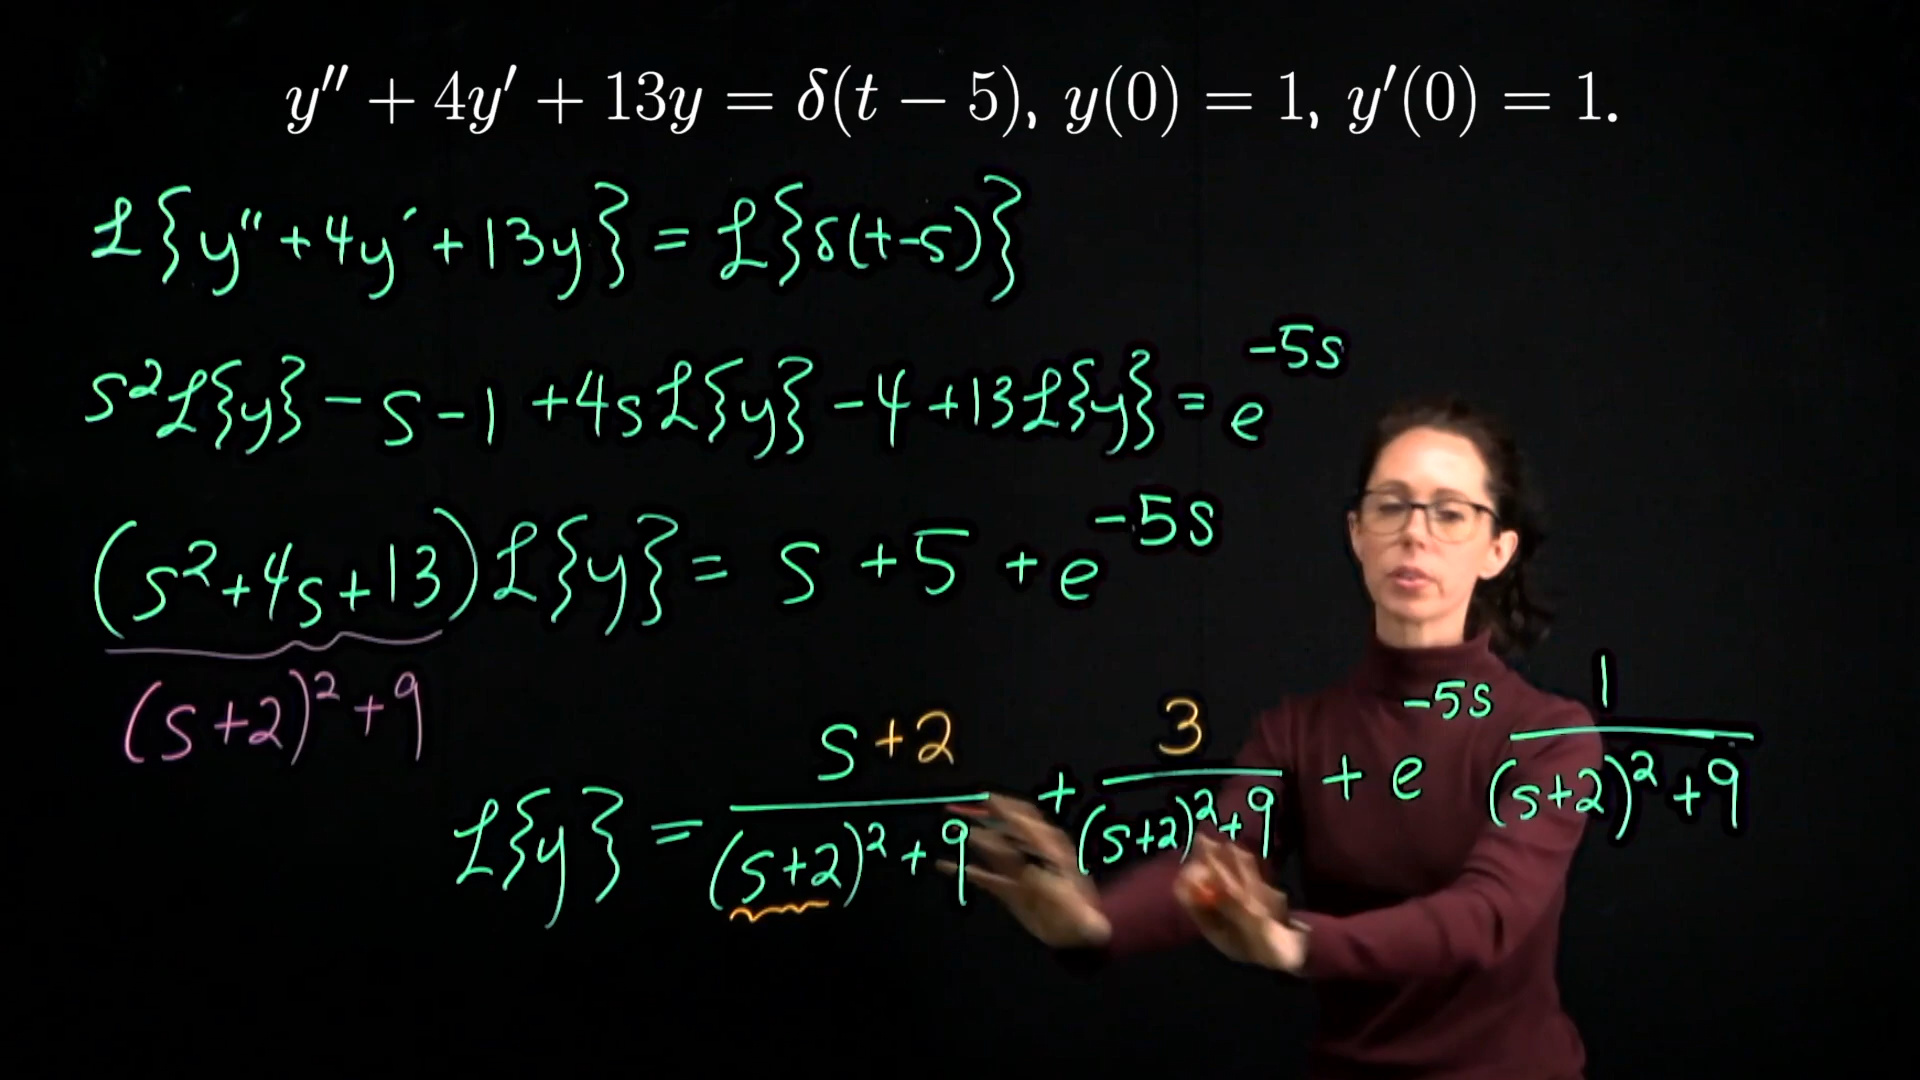 y″ + 4y′ + 13y = δ(t − 5), y(0) = 1, y′(0) = 1.
ℒ{y″ + 4y′ + 13y} = ℒ{δ(t-5)}
s²ℒ{y} - s - 1 + 4sℒ{y} - 4 + 13ℒ{y} = e^(-5s)
(s² + 4s + 13)ℒ{y} = s + 5 + e^(-5s)
(s+2)² + 9
ℒ{y} = (s+2)/((s+2)² + 9) + 3/((s+2)² + 9) + e^(-5s) 1/((s+2)² + 9)